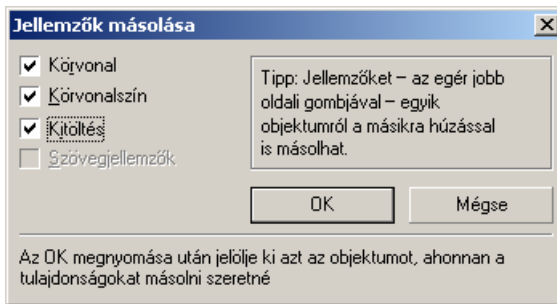 Jellemzők másolása
Körvonal
Körvonalszín
Kitöltés
Szövegjellemzők
Tipp: Jellemzőket – az egér jobb
oldali gombjával – egyik
objektumról a másikra húzással
is másolhat.
OK
Mégse
Az OK megnyomása után jelölje ki azt az objektumot, ahonnan a
tulajdonságokat másolni szeretné